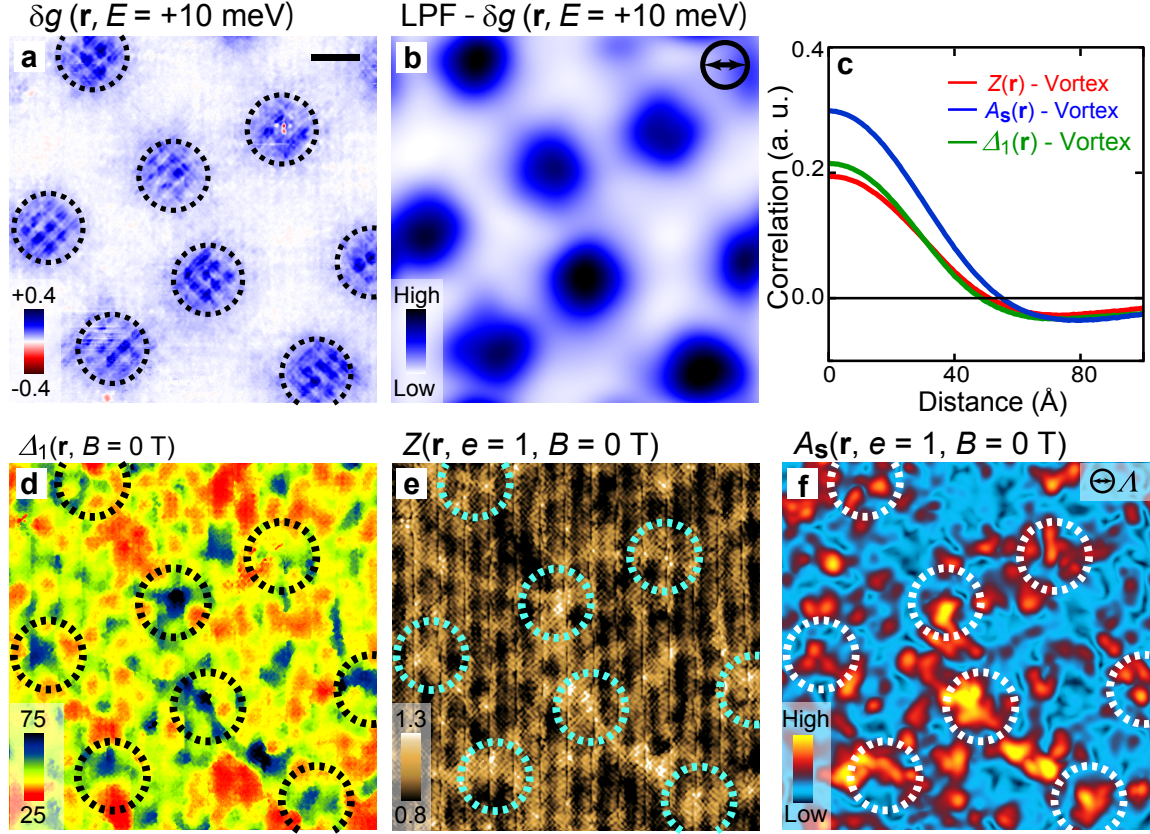 δg (r, E = +10 meV)
LPF - δg (r, E = +10 meV)
a
+0.4
-0.4
b
High
Low
c
0.4
0.2
0.0
Correlation (a. u.)
Z(r) - Vortex
As(r) - Vortex
Δ1(r) - Vortex
0
40
80
Distance (Å)
Δ1(r, B = 0 T)
Z(r, e = 1, B = 0 T)
As(r, e = 1, B = 0 T)
d
75
25
e
1.3
0.8
f
Λ
High
Low